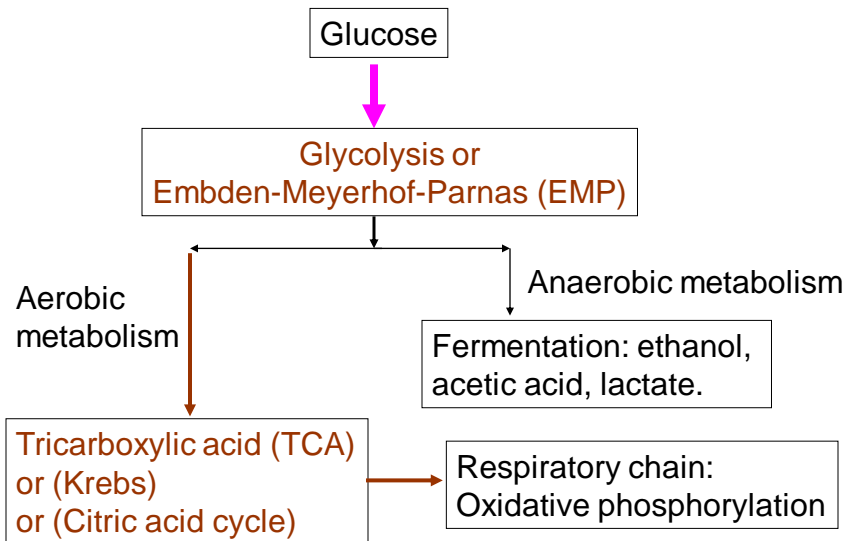 Glucose
Glycolysis or
Embden-Meyerhof-Parnas (EMP)
Aerobic
metabolism
Anaerobic metabolism
Fermentation: ethanol,
acetic acid, lactate.
Tricarboxylic acid (TCA)
or (Krebs)
or (Citric acid cycle)
Respiratory chain:
Oxidative phosphorylation